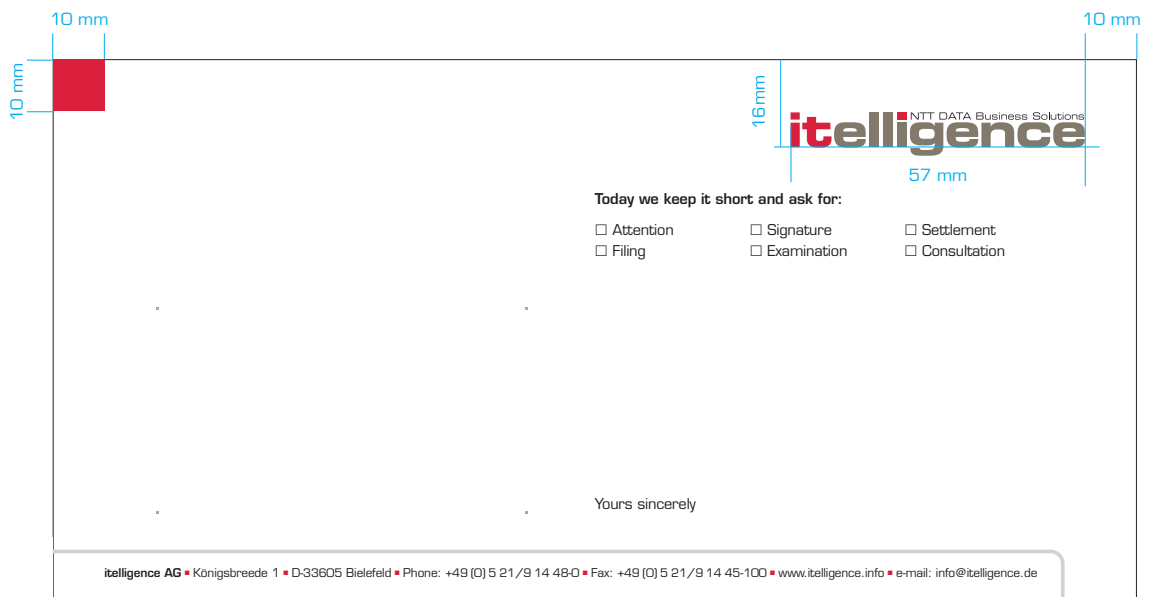 10 mm
10 mm
10 mm
16mm
NTT DATA Business Solutions
itelligence
57 mm
Today we keep it short and ask for:
☐ Attention ☐ Signature ☐ Settlement
☐ Filing ☐ Examination ☐ Consultation
Yours sincerely
itelligence AG ▪ Königsbreede 1 ▪ D-33605 Bielefeld ▪ Phone: +49 (0) 5 21/9 14 48-0 ▪ Fax: +49 (0) 5 21/9 14 45-100 ▪ www.itelligence.info ▪ e-mail: info@itelligence.de